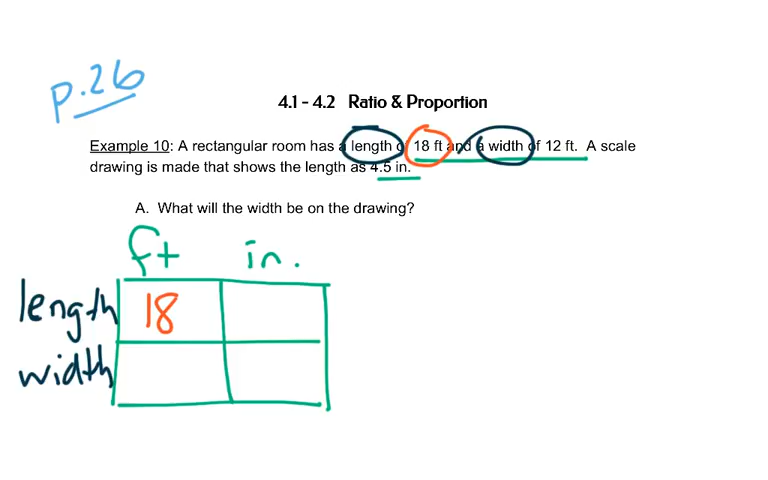 p.26
4.1 - 4.2 Ratio & Proportion
Example 10: A rectangular room has a length of 18 ft and a width of 12 ft. A scale
drawing is made that shows the length as 4.5 in.
A. What will the width be on the drawing?
ft in.
length 18
width